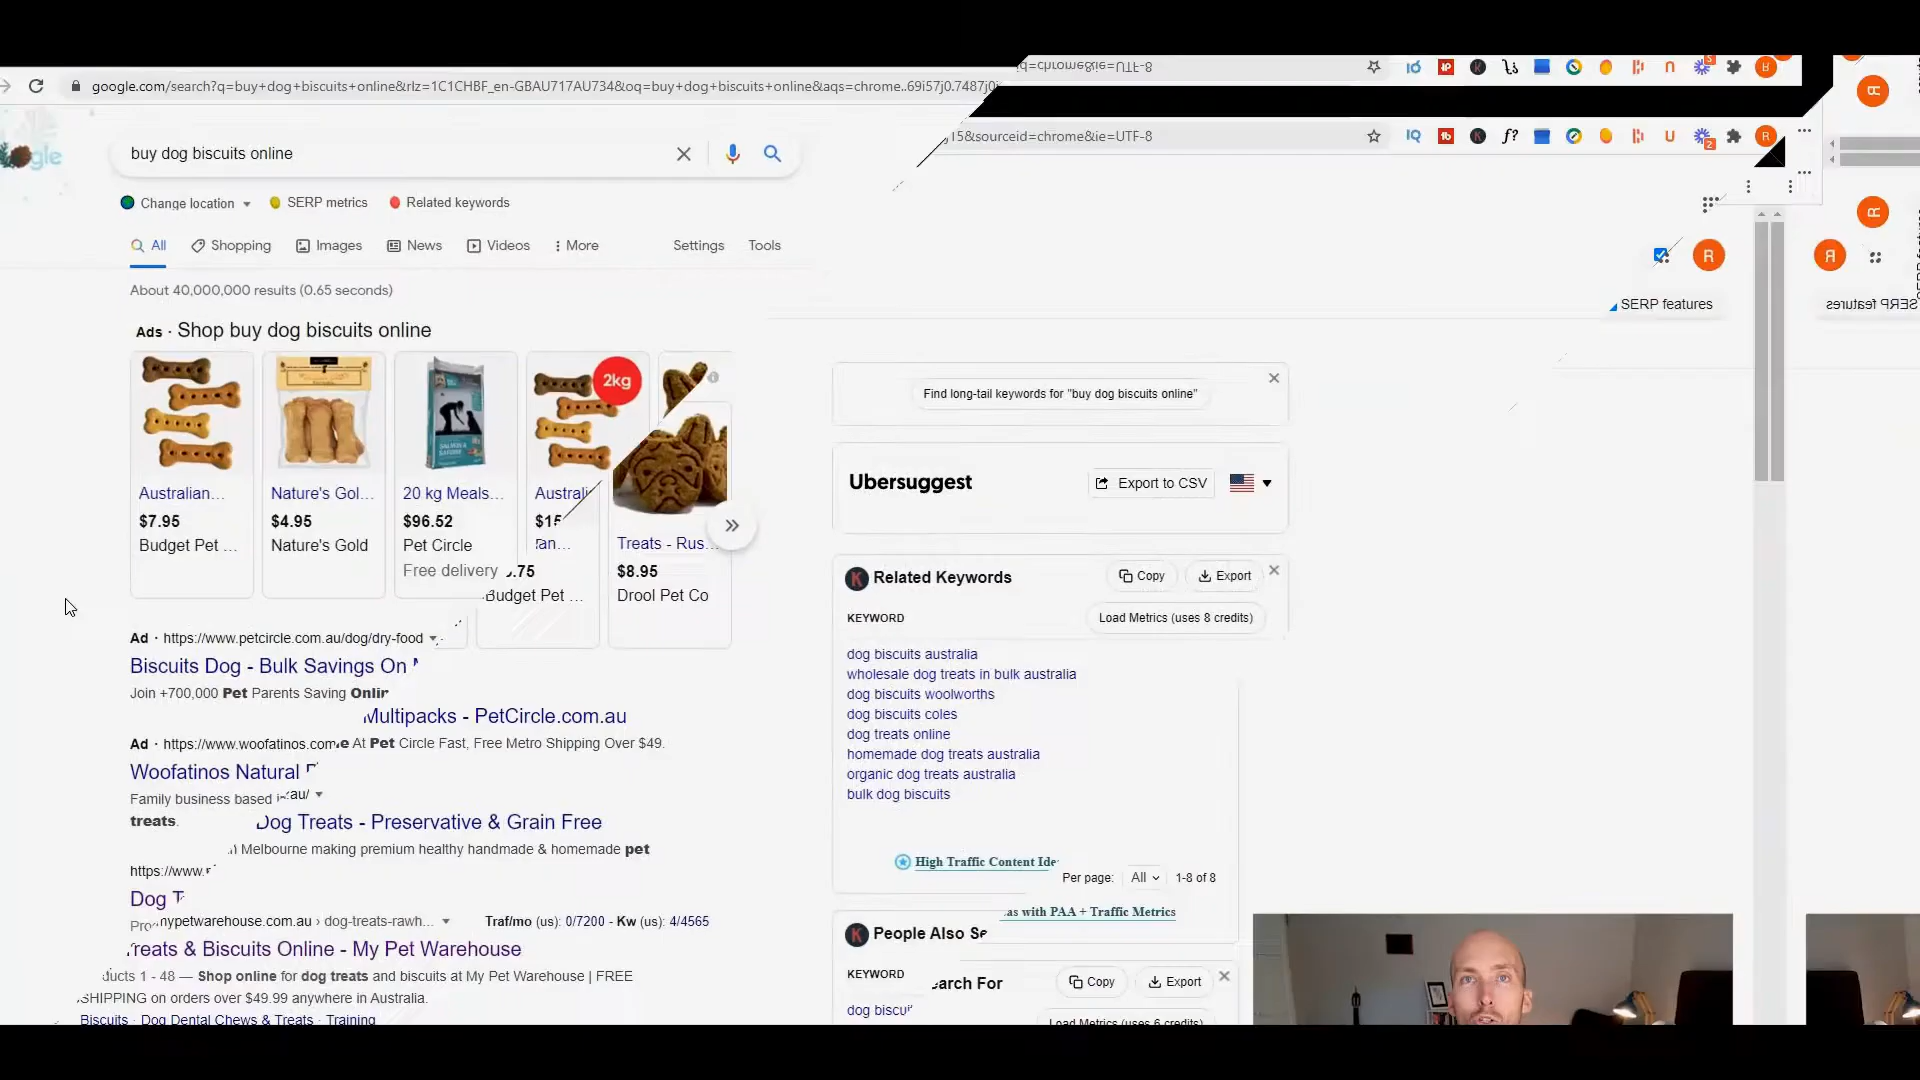 google.com/search?q=buy+dog+biscuits+online&rlz=1C1CHBF_en-GBAU717AU734&oq=buy+dog+biscuits+online&aqs=chrome..69i57j0.7487j0
id=chrome&ie=UTF-8
j15&sourceid=chrome&ie=UTF-8
buy dog biscuits online
Change location
SERP metrics
Related keywords
All
Shopping
Images
News
Videos
More
Settings
Tools
R
SERP features
SERP features
About 40,000,000 results (0.65 seconds)
Ads · Shop buy dog biscuits online
2kg
Australian...
$7.95
Budget Pet ...
Nature's Gol...
$4.95
Nature's Gold
20 kg Meals...
$96.52
Pet Circle
Free delivery
Budget Pet ...
Treats - Rus...
$8.95
Drool Pet Co
Ad · https://www.petcircle.com.au/dog/dry-food
Biscuits Dog - Bulk Savings On
Join +700,000 Pet Parents Saving
Multipacks - PetCircle.com.au
At Pet Circle Fast, Free Metro Shipping Over $49.
Ad · https://www.woofatinos.com
Woofatinos Natural
Family business based
.au/
treats.
Dog Treats - Preservative & Grain Free
Melbourne making premium healthy handmade & homemade pet
https://www.
Dog T
mypetwarehouse.com.au › dog-treats-rawh...
Traf/mo (us): 0/7200 - Kw (us): 4/4565
Treats & Biscuits Online - My Pet Warehouse
ducts 1 - 48 — Shop online for dog treats and biscuits at My Pet Warehouse | FREE
SHIPPING on orders over $49.99 anywhere in Australia.
Biscuits · Dog Dental Chews & Treats · Training
Find long-tail keywords for "buy dog biscuits online"
Ubersuggest
Export to CSV
Related Keywords
Copy
Export
KEYWORD
Load Metrics (uses 8 credits)
dog biscuits australia
wholesale dog treats in bulk australia
dog biscuits woolworths
dog biscuits coles
dog treats online
homemade dog treats australia
organic dog treats australia
bulk dog biscuits
High Traffic Content Ide
Per page: All 1-8 of 8
as with PAA + Traffic Metrics
People Also Se
KEYWORD
earch For
Copy
Export
dog biscu
Load Metrics (uses 6 credits)